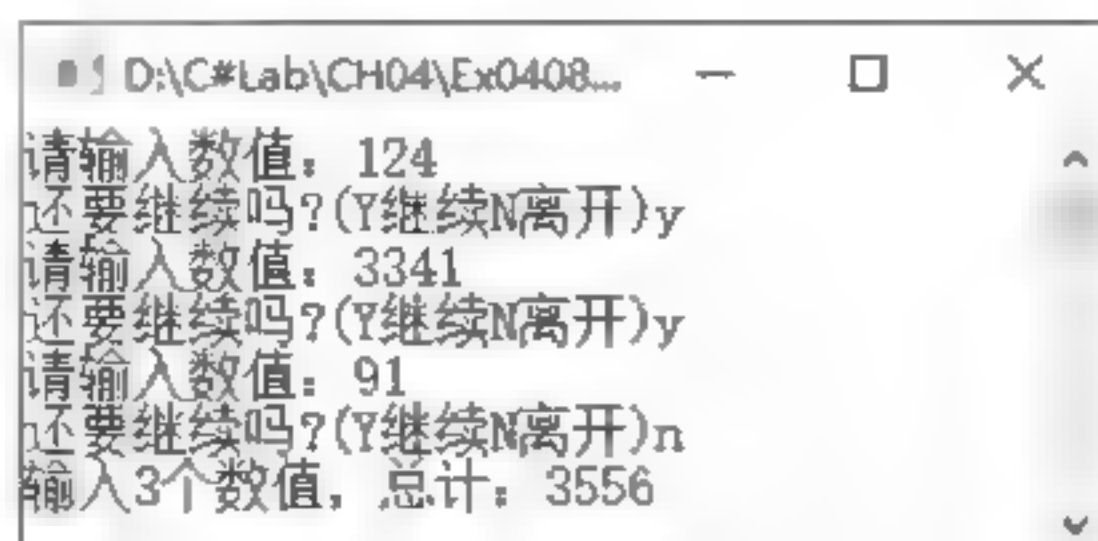 D:\C#Lab\CH04\Ex0408...
请输入数值：124
还要继续吗?(Y继续N离开)y
请输入数值：3341
还要继续吗?(Y继续N离开)y
请输入数值：91
还要继续吗?(Y继续N离开)n
输入3个数值，总计：3556